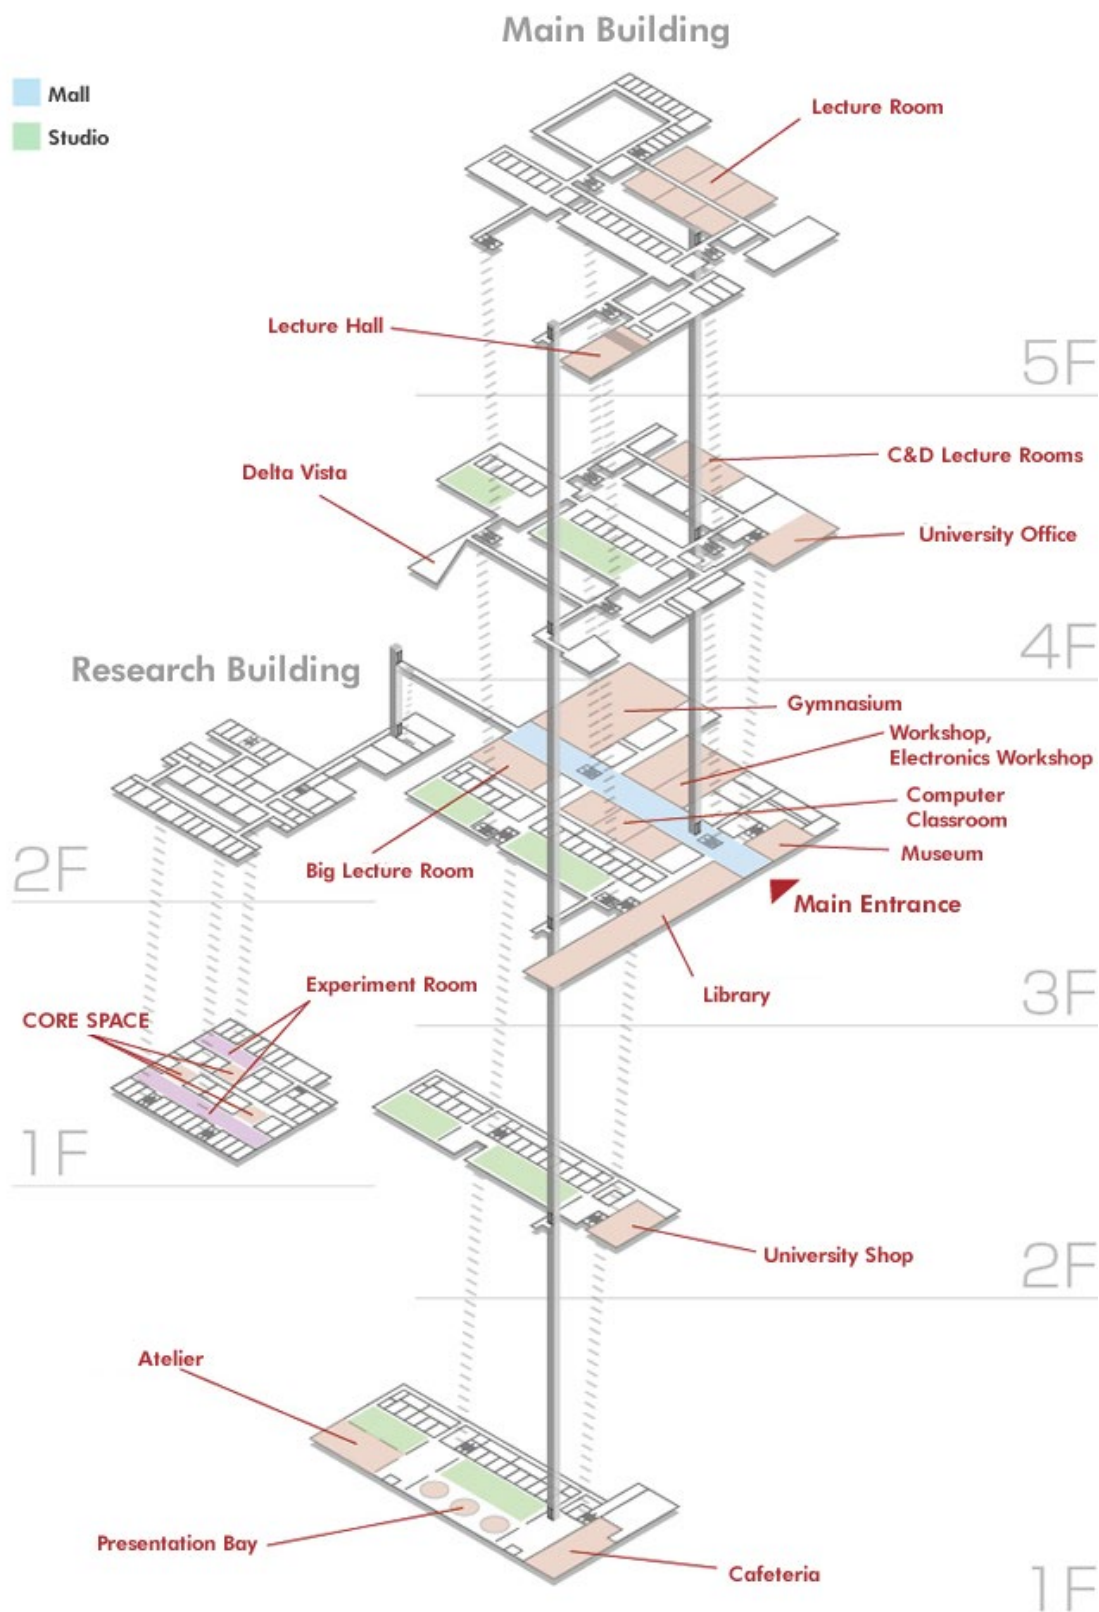 Main Building
Mall
Studio
Lecture Room
Lecture Hall
5F
C&D Lecture Rooms
Delta Vista
University Office
4F
Research Building
Gymnasium
Workshop,
Electronics Workshop
Computer
Classroom
Museum
Big Lecture Room
2F
Main Entrance
Library
3F
Experiment Room
CORE SPACE
1F
University Shop
2F
Atelier
Presentation Bay
Cafeteria
1F